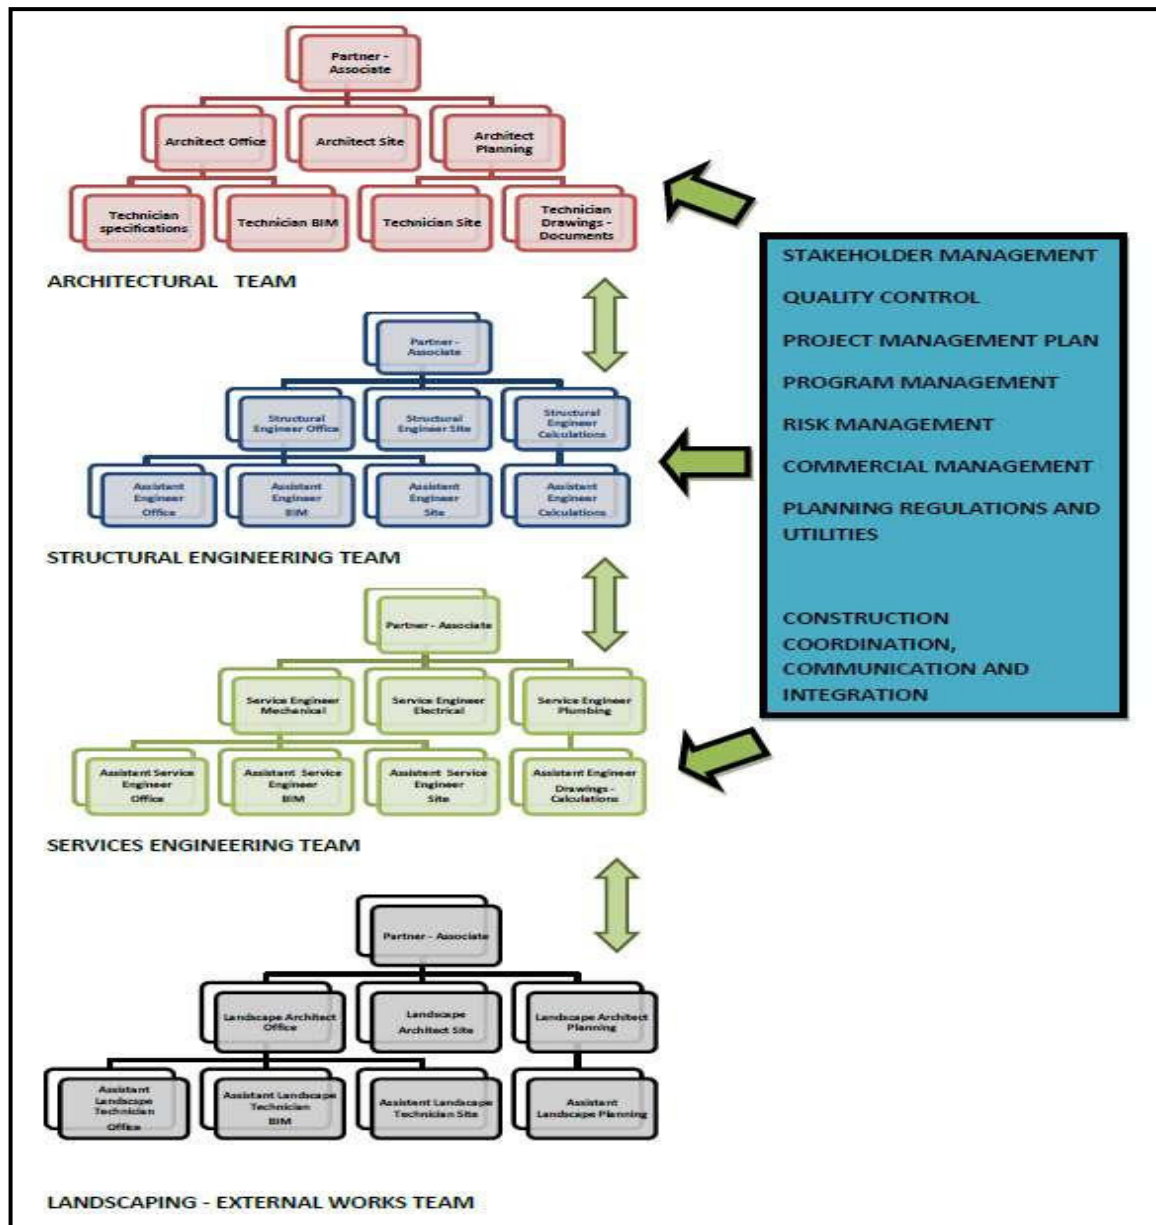 Partner -
Associate
Architect Office
Architect Site
Architect
Planning
Technician
specifications
Technician BIM
Technician Site
Technician
Drawings -
Documents
ARCHITECTURAL TEAM
Partner -
Associate
Structural
Engineer Office
Structural
Engineer Site
Structural
Engineer
Calculations
Assistant
Engineer
Office
Assistant
Engineer
BIM
Assistant
Engineer
Site
Assistant
Engineer
Calculations
STRUCTURAL ENGINEERING TEAM
Partner - Associate
Service Engineer
Mechanical
Service Engineer
Electrical
Service Engineer
Plumbing
Assistant Service
Engineer
Office
Assistant Service
Engineer
BIM
Assistant Service
Engineer
Site
Assistant Engineer
Drawings -
Calculations
SERVICES ENGINEERING TEAM
Partner - Associate
Landscape Architect
Office
Landscape
Architect Site
Landscape Architect
Planning
Assistant
Landscape
Technician
Office
Assistant Landscape
Technician
BIM
Assistant Landscape
Technician Site
Assistant
Landscape Planning
LANDSCAPING - EXTERNAL WORKS TEAM
STAKEHOLDER MANAGEMENT
QUALITY CONTROL
PROJECT MANAGEMENT PLAN
PROGRAM MANAGEMENT
RISK MANAGEMENT
COMMERCIAL MANAGEMENT
PLANNING REGULATIONS AND
UTILITIES
CONSTRUCTION
COORDINATION,
COMMUNICATION AND
INTEGRATION